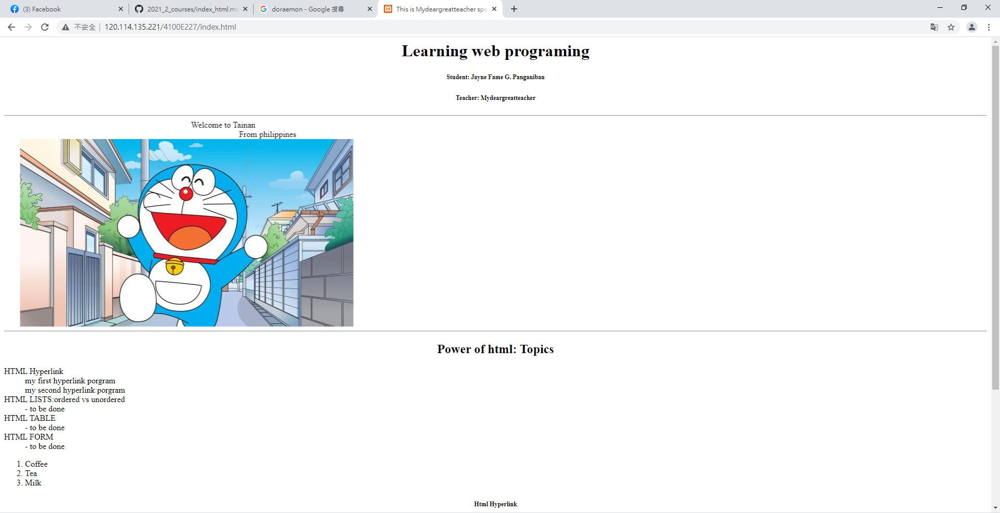 (3) Facebook
2021_2_courses/index_html.mc
doraemon - Google 搜尋
This is Mydeargreatteacher spe
不安全 120.114.135.221/4100E227/index.html
Learning web programing
Student: Jayne Fame G. Panganiban
Teacher: Mydeargreatteacher
Welcome to Tainan
From philippines
Power of html: Topics
HTML Hyperlink
my first hyperlink porgram
my second hyperlink porgram
HTML LISTS:ordered vs unordered
- to be done
HTML TABLE
- to be done
HTML FORM
- to be done
1. Coffee
2. Tea
3. Milk
Html Hyperlink